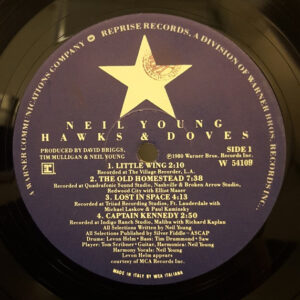 REPRISE RECORDS, A DIVISION OF WARNER BROS. RECORDS INC.
WARNER COMMUNICATIONS COMPANY
NEIL YOUNG
HAWKS & DOVES
PRODUCED BY DAVID BRIGGS,
TIM MULLIGAN & NEIL YOUNG
℗1980 Warner Bros. Records Inc.
SIDE 1
W 54109
1. LITTLE WING 2:10
Recorded at The Village Recorder, L.A.
2. THE OLD HOMESTEAD 7:38
Recorded at Quadrafonic Sound Studio, Nashville & Broken Arrow Studio,
Redwood City with Elliot Mazer
3. LOST IN SPACE 4:13
Recorded at Triiad Recording Studios, Ft. Lauderdale with
Michael Laskow & Paul Kaminsky
4. CAPTAIN KENNEDY 2:50
Recorded at Indigo Ranch Studio, Malibu with Richard Kaplan
All Selections Written by Neil Young
All Selections Published by Silver Fiddle - ASCAP
Drums: Levon Helm • Bass: Tim Drummond • Saw
Player: Tom Scribner • Guitar, Harmonica: Neil Young
Harmony Vocals: Neil Young
Levon Helm appears
courtesy of MCA Records Inc.
MADE IN ITALY BY WEA ITALIANA